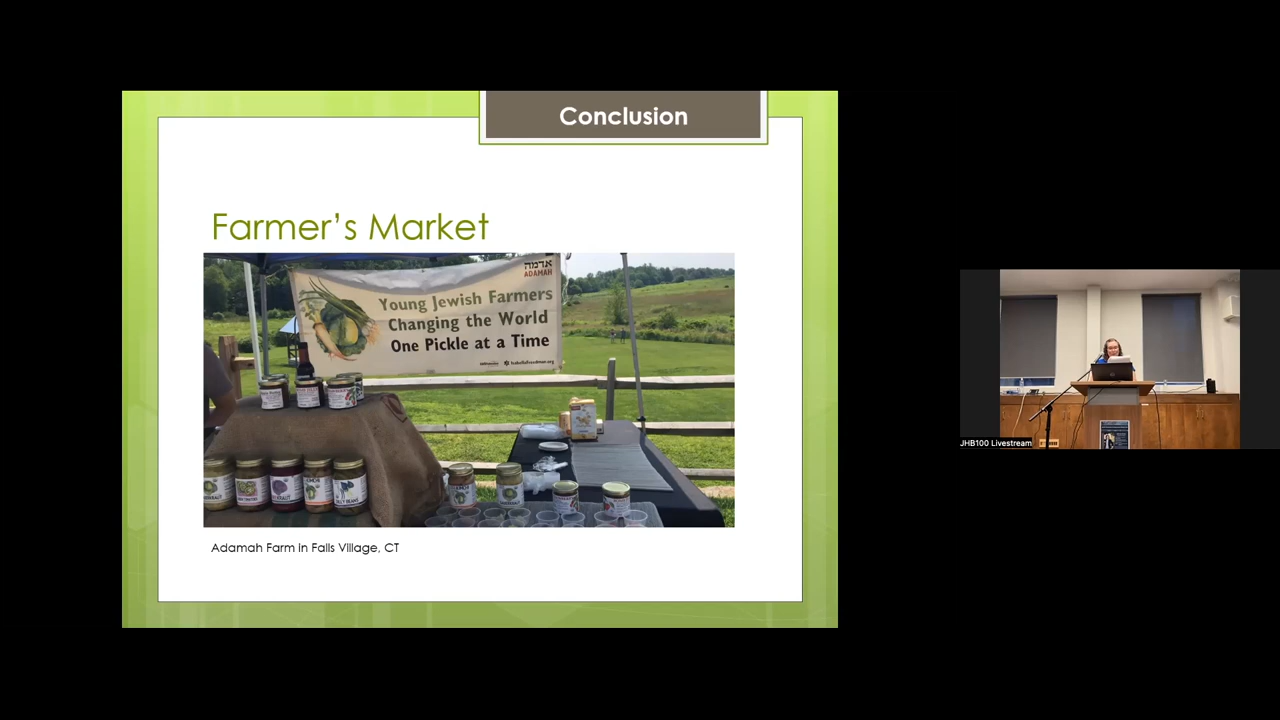 Conclusion
Farmer’s Market
אדמה
ADAMAH
Young Jewish Farmers
Changing the World
One Pickle at a Time
Adamah Farm in Falls Village, CT
JHB100 Livestream